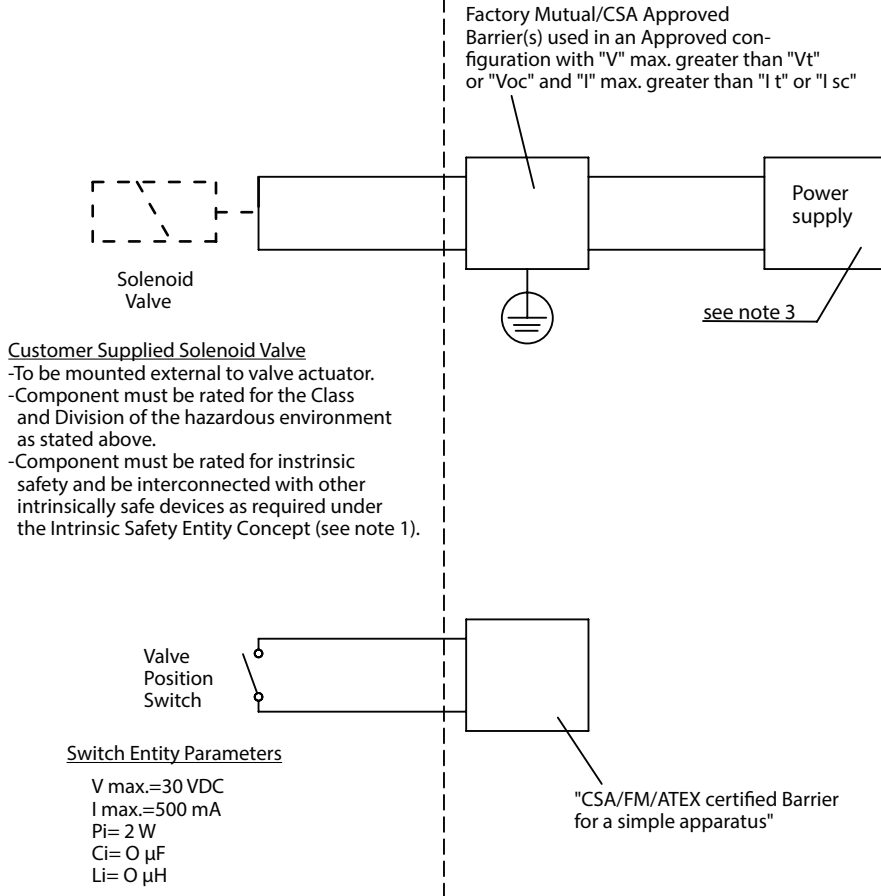 Factory Mutual/CSA Approved
Barrier(s) used in an Approved con-
figuration with "V" max. greater than "Vt"
or "Voc" and "I" max. greater than "I t" or "I sc"
Power
supply
Solenoid
Valve
see note 3
Customer Supplied Solenoid Valve
-To be mounted external to valve actuator.
-Component must be rated for the Class
and Division of the hazardous environment
as stated above.
-Component must be rated for instrinsic
safety and be interconnected with other
intrinsically safe devices as required under
the Intrinsic Safety Entity Concept (see note 1).
Valve
Position
Switch
Switch Entity Parameters
V max.=30 VDC
I max.=500 mA
Pi= 2 W
Ci= O µF
Li= O µH
"CSA/FM/ATEX certified Barrier
for a simple apparatus"